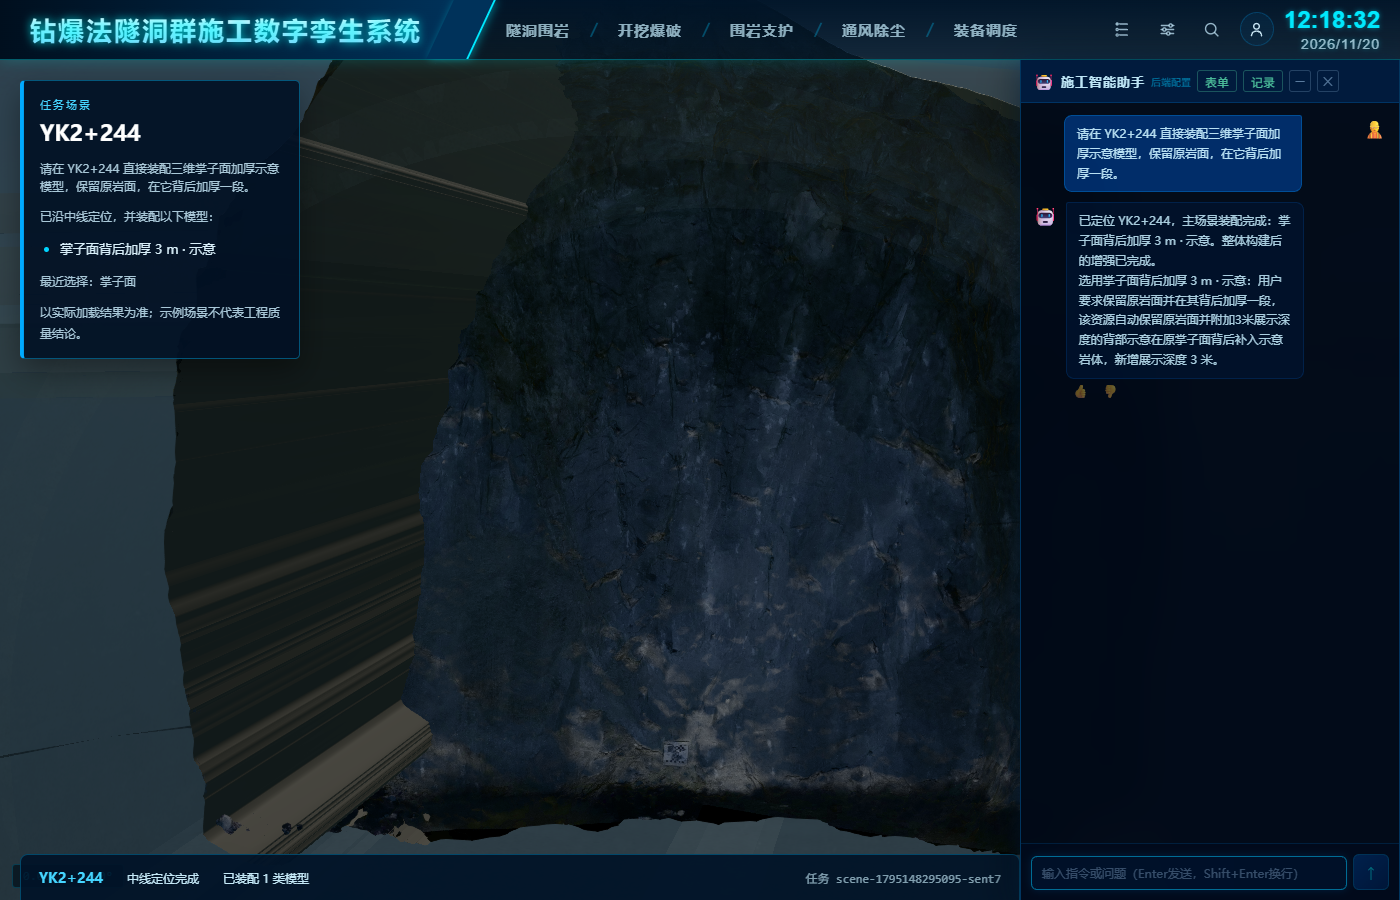 钻爆法隧洞群施工数字孪生系统
隧洞围岩 / 开挖爆破 / 围岩支护 / 通风除尘 / 装备调度
12:18:32
2026/11/20
任务场景
YK2+244
请在 YK2+244 直接装配三维掌子面加厚示意
模型，保留原岩面，在它背后加厚一段。
已沿中线定位，并装配以下模型：
掌子面背后加厚 3 m · 示意
最近选择：掌子面
以实际加载结果为准；示例场景不代表工程质
量结论。
施工智能助手 后端配置 表单 记录
请在 YK2+244 直接装配三维掌子面加
厚示意模型，保留原岩面，在它背后加
厚一段。
已定位 YK2+244，主场景装配完成：掌
子面背后加厚 3 m · 示意。整体构建后
的增强已完成。
选用掌子面背后加厚 3 m · 示意：用户
要求保留原岩面并在其背后加厚一段，
该资源自动保留原岩面并附加3米展示深
度的背部示意在原掌子面背后补入示意
岩体，新增展示深度 3 米。
YK2+244 中线定位完成 已装配 1 类模型
任务 scene-1795148295095-sent7
输入指令或问题（Enter发送，Shift+Enter换行）